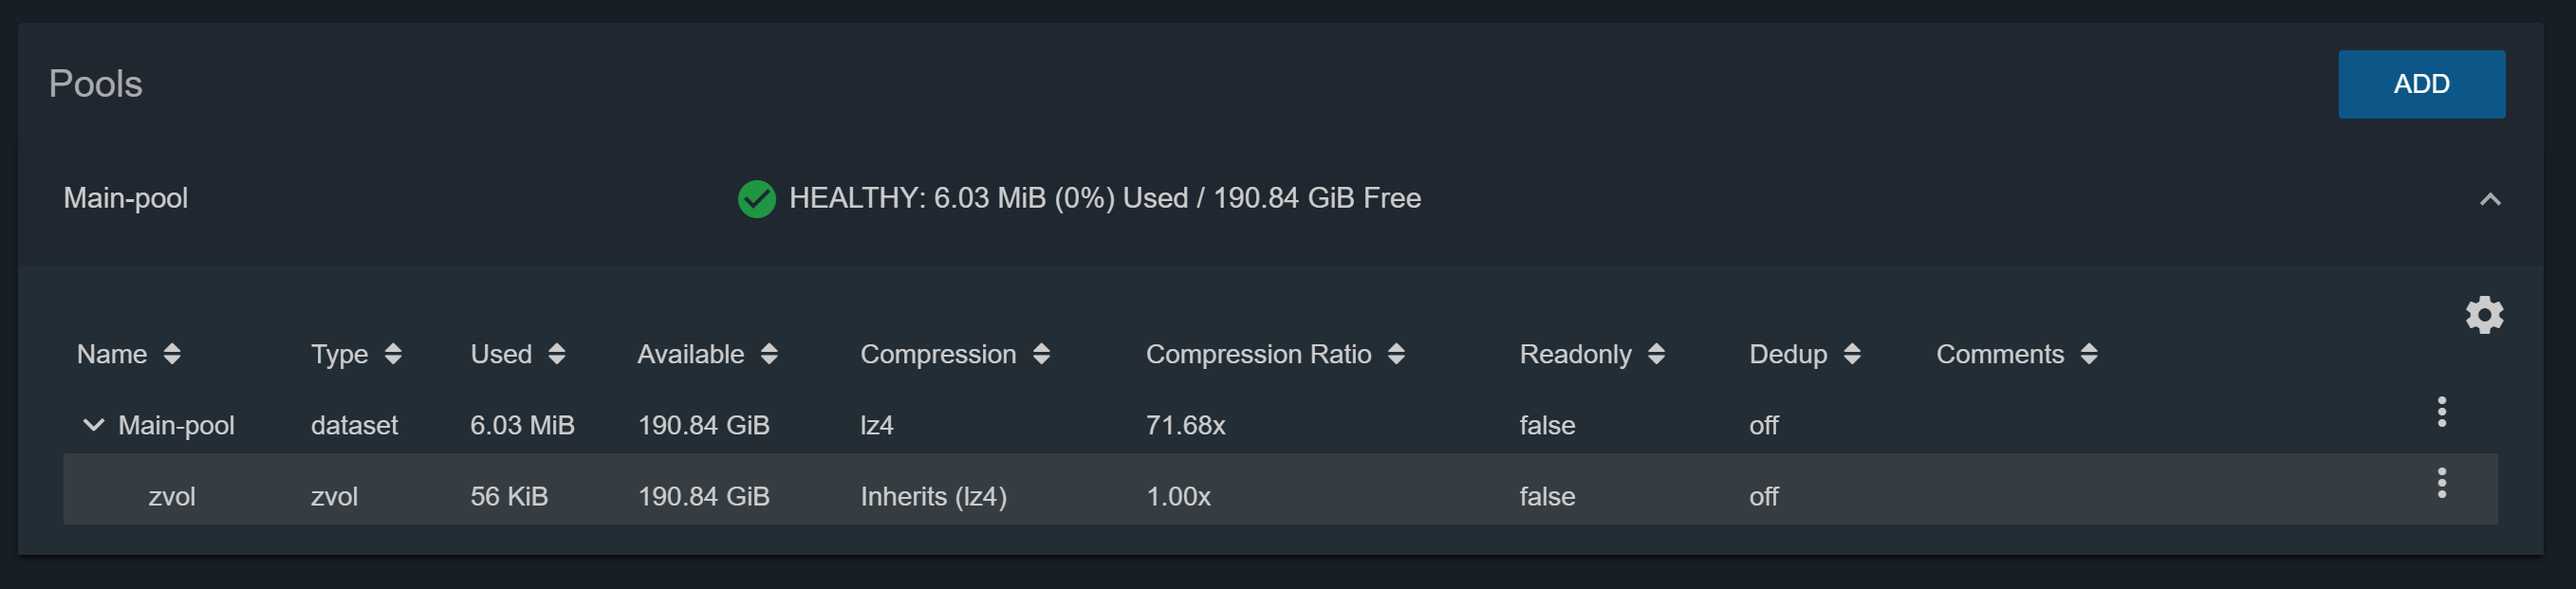 Pools
ADD
Main-pool HEALTHY: 6.03 MiB (0%) Used / 190.84 GiB Free
Name Type Used Available Compression Compression Ratio Readonly Dedup Comments
Main-pool dataset 6.03 MiB 190.84 GiB lz4 71.68x false off
zvol zvol 56 KiB 190.84 GiB Inherits (lz4) 1.00x false off